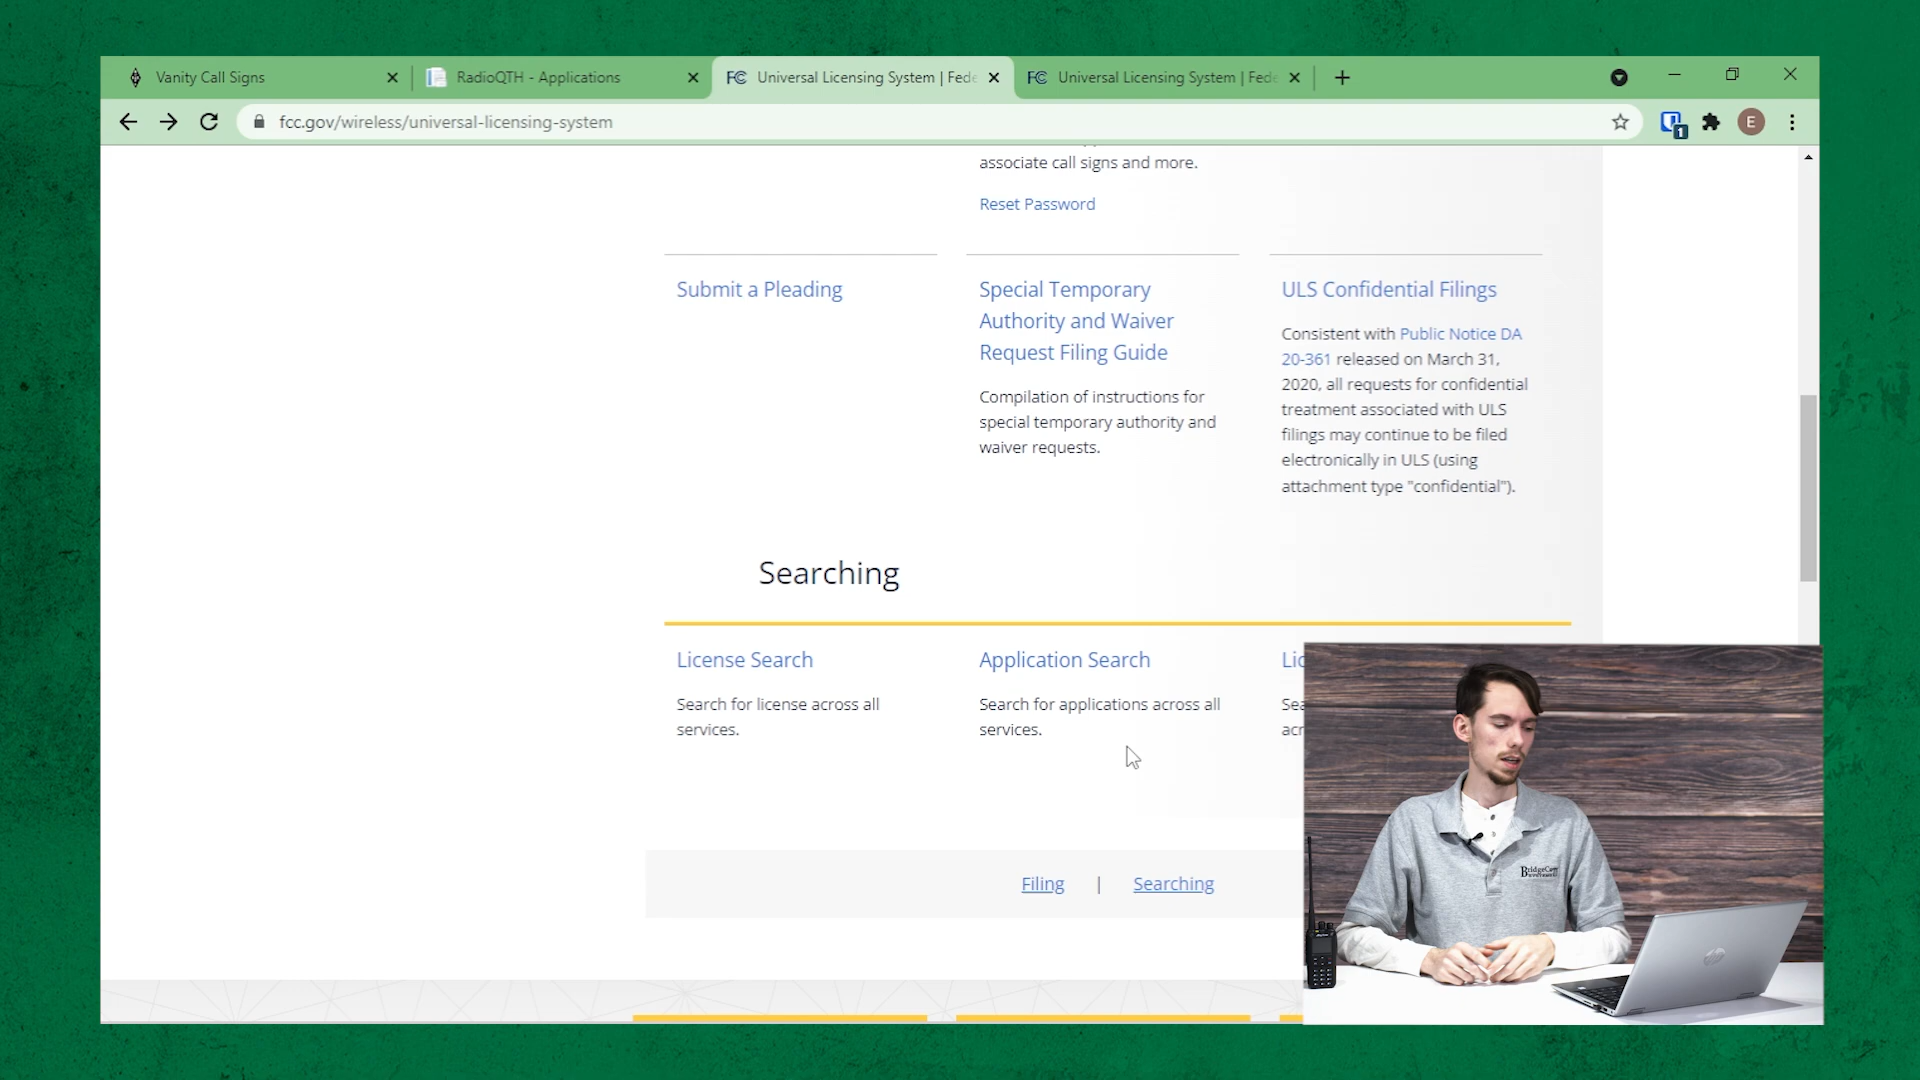 Vanity Call Signs
RadioQTH - Applications
Universal Licensing System | Fede
Universal Licensing System | Fede
fcc.gov/wireless/universal-licensing-system
1
E
associate call signs and more.
Reset Password
Submit a Pleading
Special Temporary
Authority and Waiver
Request Filing Guide
Compilation of instructions for
special temporary authority and
waiver requests.
ULS Confidential Filings
Consistent with Public Notice DA
20-361 released on March 31,
2020, all requests for confidential
treatment associated with ULS
filings may continue to be filed
electronically in ULS (using
attachment type "confidential").
Searching
License Search
Search for license across all
services.
Application Search
Search for applications across all
services.
Lic
Sea
acr
Filing | Searching
BridgeCom
hp